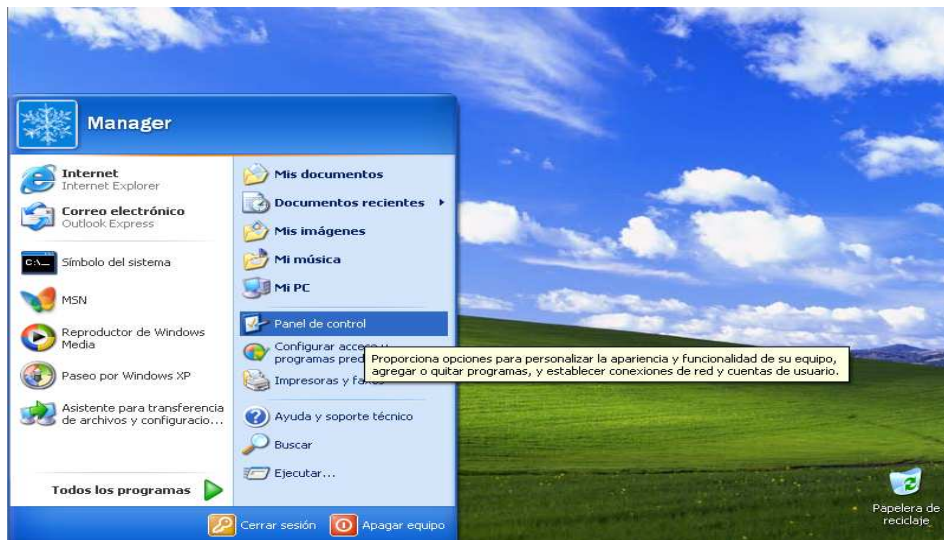 Manager
Internet
Internet Explorer
Correo electrónico
Outlook Express
C:\_
Símbolo del sistema
MSN
Reproductor de Windows
Media
Paseo por Windows XP
Asistente para transferencia
de archivos y configuracio...
Todos los programas
Mis documentos
Documentos recientes
Mis imágenes
Mi música
Mi PC
Panel de control
Configurar acceso y
programas pred
Proporciona opciones para personalizar la apariencia y funcionalidad de su equipo,
agregar o quitar programas, y establecer conexiones de red y cuentas de usuario.
Impresoras y faxes
Ayuda y soporte técnico
Buscar
Ejecutar...
Cerrar sesión
Apagar equipo
Papelera de
reciclaje